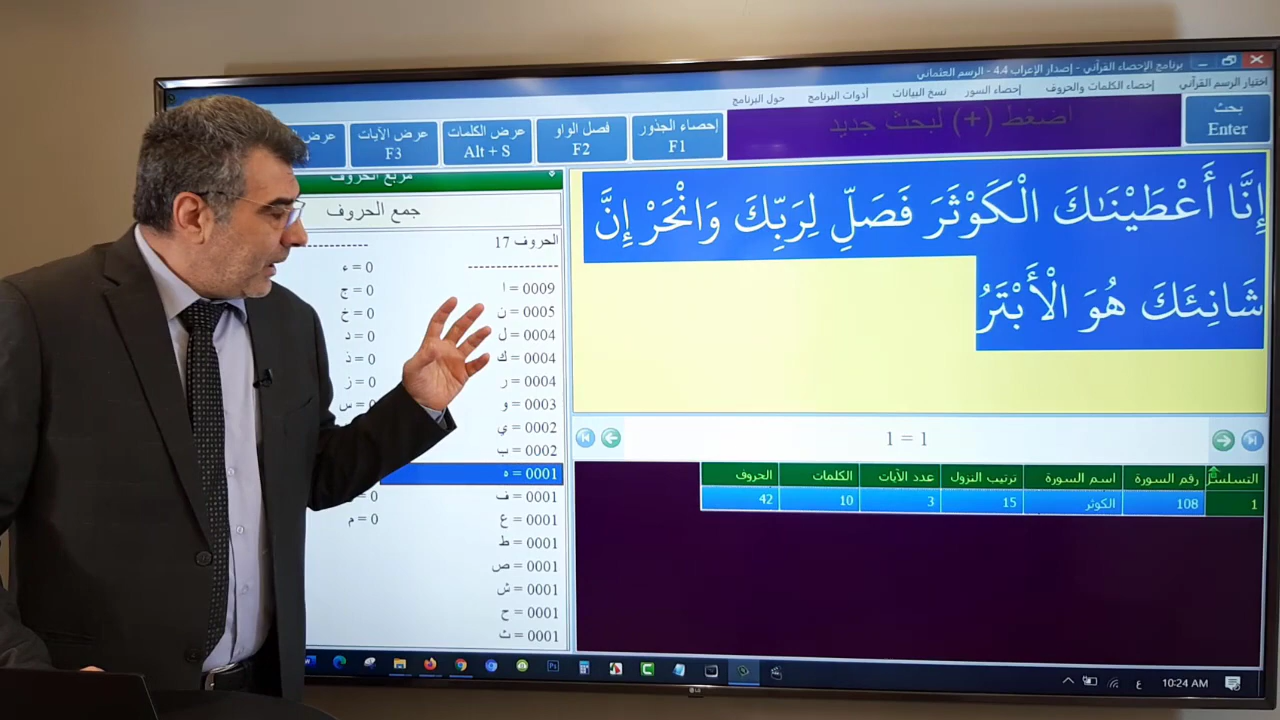 برنامج الإحصاء القرآني - إصدار الإعراب 4.4 - الرسم العثماني
اختيار الرسم القرآني إحصاء الكلمات والحروف إحصاء السور نسخ البيانات أدوات البرنامج حول البرنامج
بحث
Enter
اضغط (+) لبحث جديد
إحصاء الجذور
F1
فصل الواو
F2
عرض الكلمات
Alt + S
عرض الآيات
F3
عرض
إِنَّا أَعْطَيْنَٰكَ الْكَوْثَرَ فَصَلِّ لِرَبِّكَ وَانْحَرْ إِنَّ
شَانِئَكَ هُوَ الْأَبْتَرُ
مربع الحروف
جمع الحروف
الحروف 17
---------------
0009 = ا
0005 = ن
0004 = ل
0004 = ك
0004 = ر
0003 = و
0002 = ي
0002 = ب
0001 = ه
0001 = ف
0001 = ع
0001 = ط
0001 = ص
0001 = ش
0001 = ح
0001 = ث
0 = ء
0 = ج
0 = خ
0 = د
0 = ذ
0 = ز
0 = س
0 =
0 = م
1 = 1
التسلسل رقم السورة اسم السورة ترتيب النزول عدد الآيات الكلمات الحروف
1 108 الكوثر 15 3 10 42
ع 10:24 AM
LG